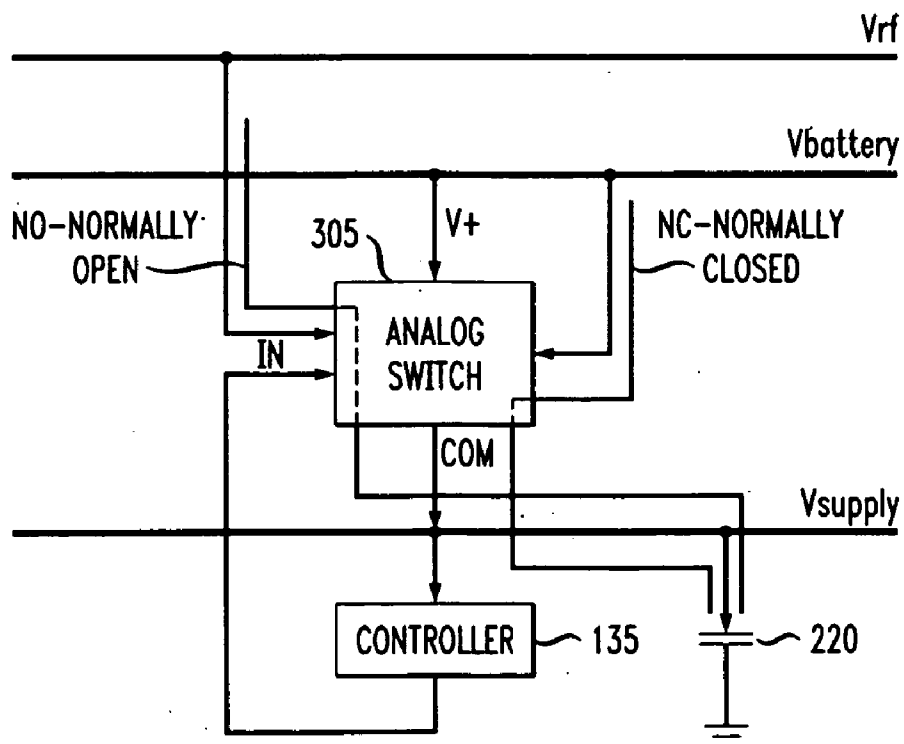 Vrf
Vbattery
NO-NORMALLY
OPEN
305
V+
NC-NORMALLY
CLOSED
ANALOG
SWITCH
IN
COM
Vsupply
CONTROLLER
135
220